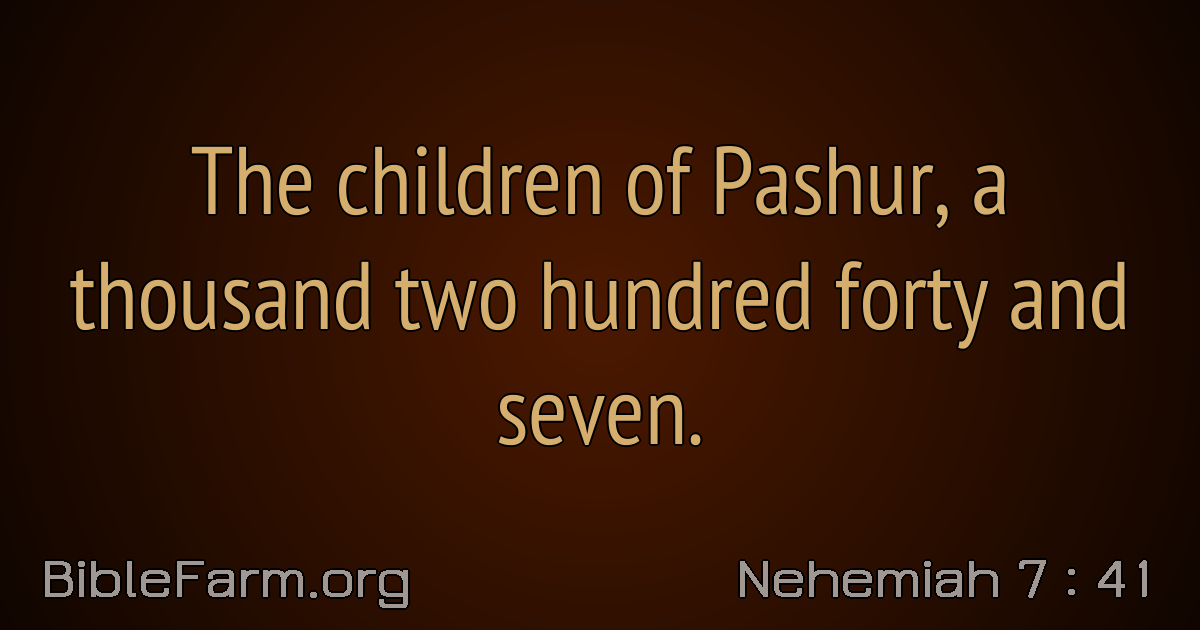 The children of Pashur, a
thousand two hundred forty and
seven.
BibleFarm.org
Nehemiah 7 : 41